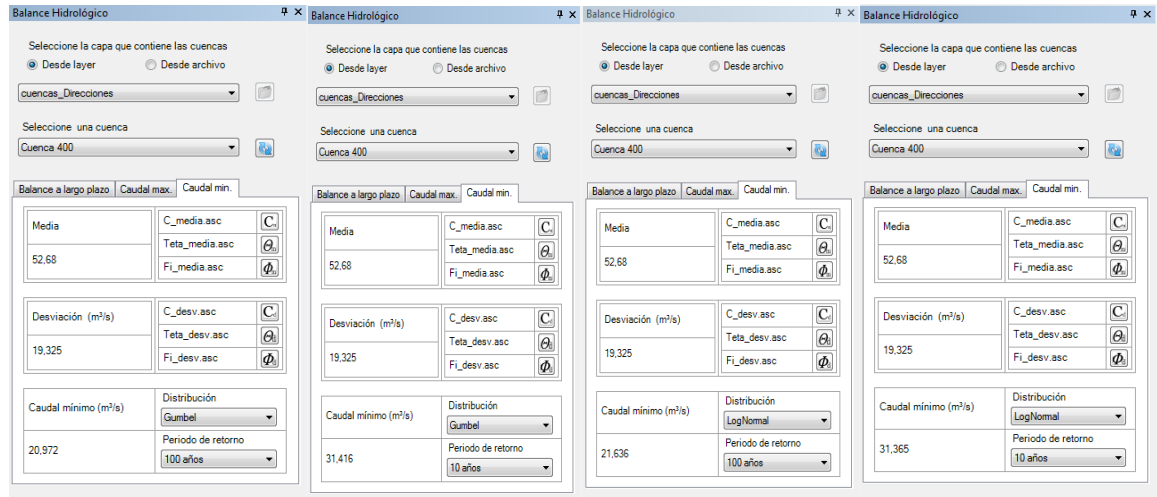 Balance Hidrológico
Seleccione la capa que contiene las cuencas
Desde layer Desde archivo
cuencas_Direcciones
Seleccione una cuenca
Cuenca 400
Balance a largo plazo Caudal max. Caudal min.
Media
52,68
C_media.asc
Teta_media.asc
Fi_media.asc
Desviación (m³/s)
19,325
C_desv.asc
Teta_desv.asc
Fi_desv.asc
Caudal mínimo (m³/s)
20,972
Distribución
Gumbel
Periodo de retorno
100 años
Balance Hidrológico
Seleccione la capa que contiene las cuencas
Desde layer Desde archivo
cuencas_Direcciones
Seleccione una cuenca
Cuenca 400
Balance a largo plazo Caudal max. Caudal min.
Media
52,68
C_media.asc
Teta_media.asc
Fi_media.asc
Desviación (m³/s)
19,325
C_desv.asc
Teta_desv.asc
Fi_desv.asc
Caudal mínimo (m³/s)
31,416
Distribución
Gumbel
Periodo de retorno
10 años
Balance Hidrológico
Seleccione la capa que contiene las cuencas
Desde layer Desde archivo
cuencas_Direcciones
Seleccione una cuenca
Cuenca 400
Balance a largo plazo Caudal max. Caudal min.
Media
52,68
C_media.asc
Teta_media.asc
Fi_media.asc
Desviación (m³/s)
19,325
C_desv.asc
Teta_desv.asc
Fi_desv.asc
Caudal mínimo (m³/s)
21,636
Distribución
LogNormal
Periodo de retorno
100 años
Balance Hidrológico
Seleccione la capa que contiene las cuencas
Desde layer Desde archivo
cuencas_Direcciones
Seleccione una cuenca
Cuenca 400
Balance a largo plazo Caudal max. Caudal min.
Media
52,68
C_media.asc
Teta_media.asc
Fi_media.asc
Desviación (m³/s)
19,325
C_desv.asc
Teta_desv.asc
Fi_desv.asc
Caudal mínimo (m³/s)
31,365
Distribución
LogNormal
Periodo de retorno
10 años